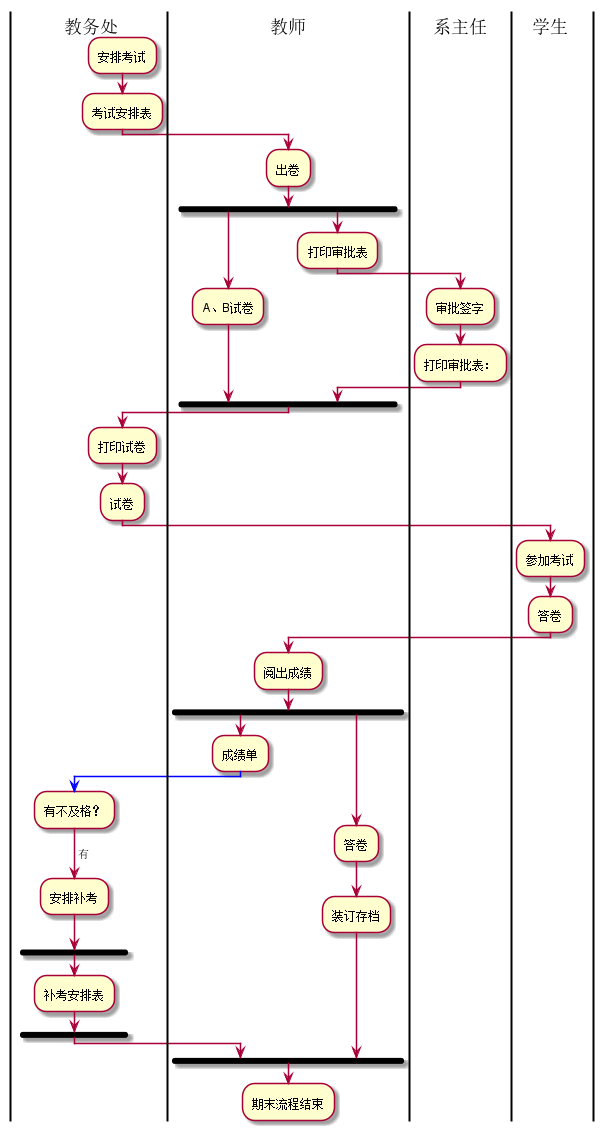 教务处
教师
系主任
学生
安排考试
考试安排表
出卷
打印审批表
A、B试卷
审批签字
打印审批表：
打印试卷
试卷
参加考试
答卷
阅出成绩
成绩单
有不及格？
答卷
有
安排补考
装订存档
补考安排表
期末流程结束